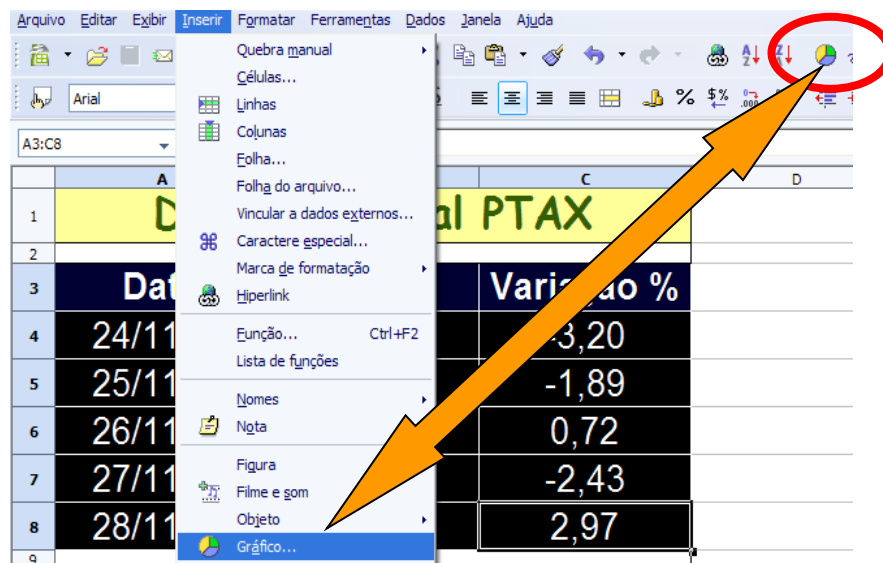 Arquivo Editar Exibir Inserir Formatar Ferramentas Dados Janela Ajuda
Arial
A3:C8
Quebra manual
Células...
Linhas
Colunas
Folha...
Folha do arquivo...
Vincular a dados externos...
Caractere especial...
Marca de formatação
Hiperlink
Função... Ctrl+F2
Lista de funções
Nomes
Nota
Figura
Filme e som
Objeto
Gráfico...
A C D
1 D al PTAX
2
3 Dat Variação %
4 24/11 -3,20
5 25/11 -1,89
6 26/11 0,72
7 27/11 -2,43
8 28/11 2,97
9